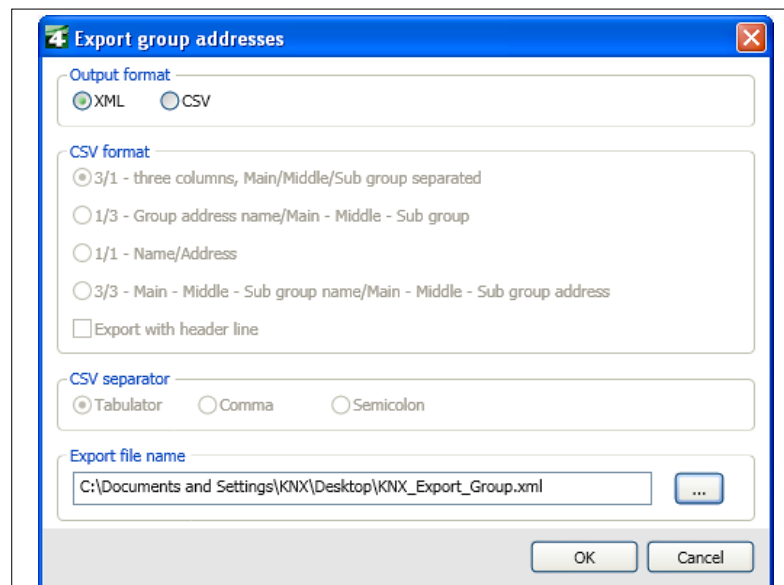 4 Export group addresses
Output format
XML CSV
CSV format
3/1 - three columns, Main/Middle/Sub group separated
1/3 - Group address name/Main - Middle - Sub group
1/1 - Name/Address
3/3 - Main - Middle - Sub group name/Main - Middle - Sub group address
Export with header line
CSV separator
Tabulator Comma Semicolon
Export file name
C:\Documents and Settings\KNX\Desktop\KNX_Export_Group.xml ...
OK Cancel